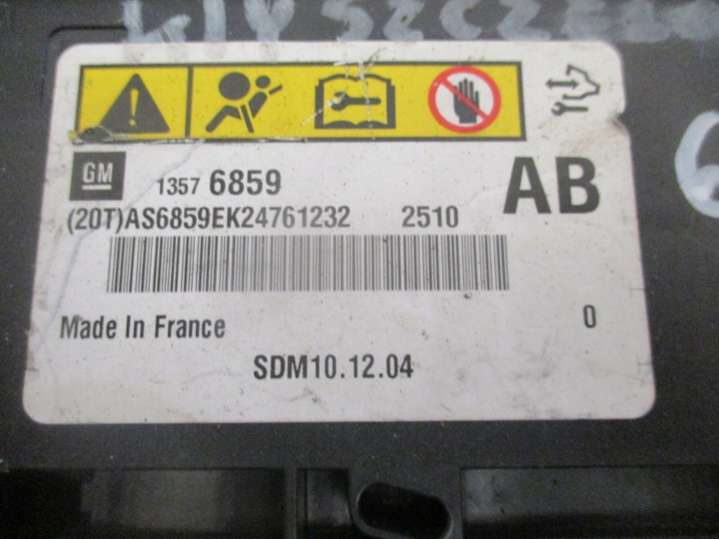 GM 1357 6859 AB
(20T)AS6859EK24761232 2510
Made In France 0
SDM10.12.04